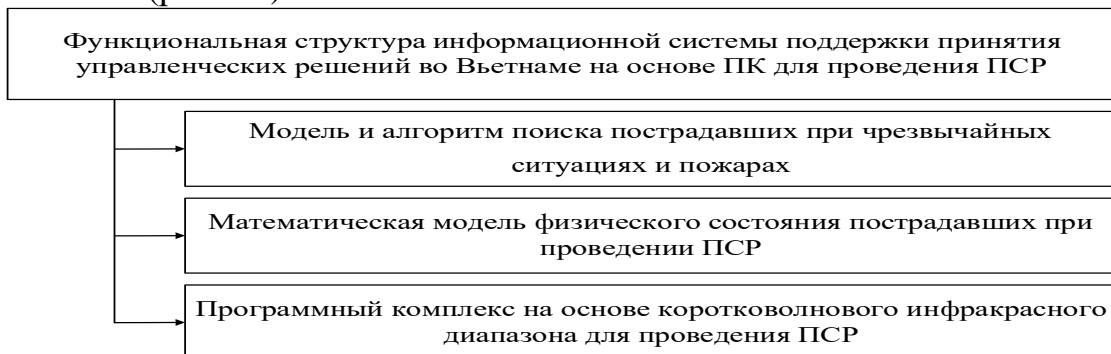 Функциональная структура информационной системы поддержки принятия
управленческих решений во Вьетнаме на основе ПК для проведения ПСР
Модель и алгоритм поиска пострадавших при чрезвычайных
ситуациях и пожарах
Математическая модель физического состояния пострадавших при
проведении ПСР
Программный комплекс на основе коротковолнового инфракрасного
диапазона для проведения ПСР